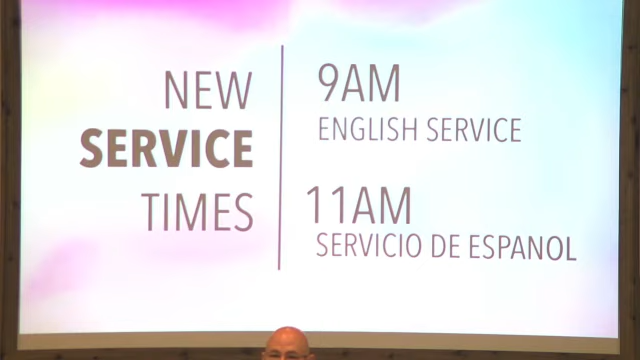 NEW
SERVICE
TIMES
9AM
ENGLISH SERVICE
11AM
SERVICIO DE ESPANOL